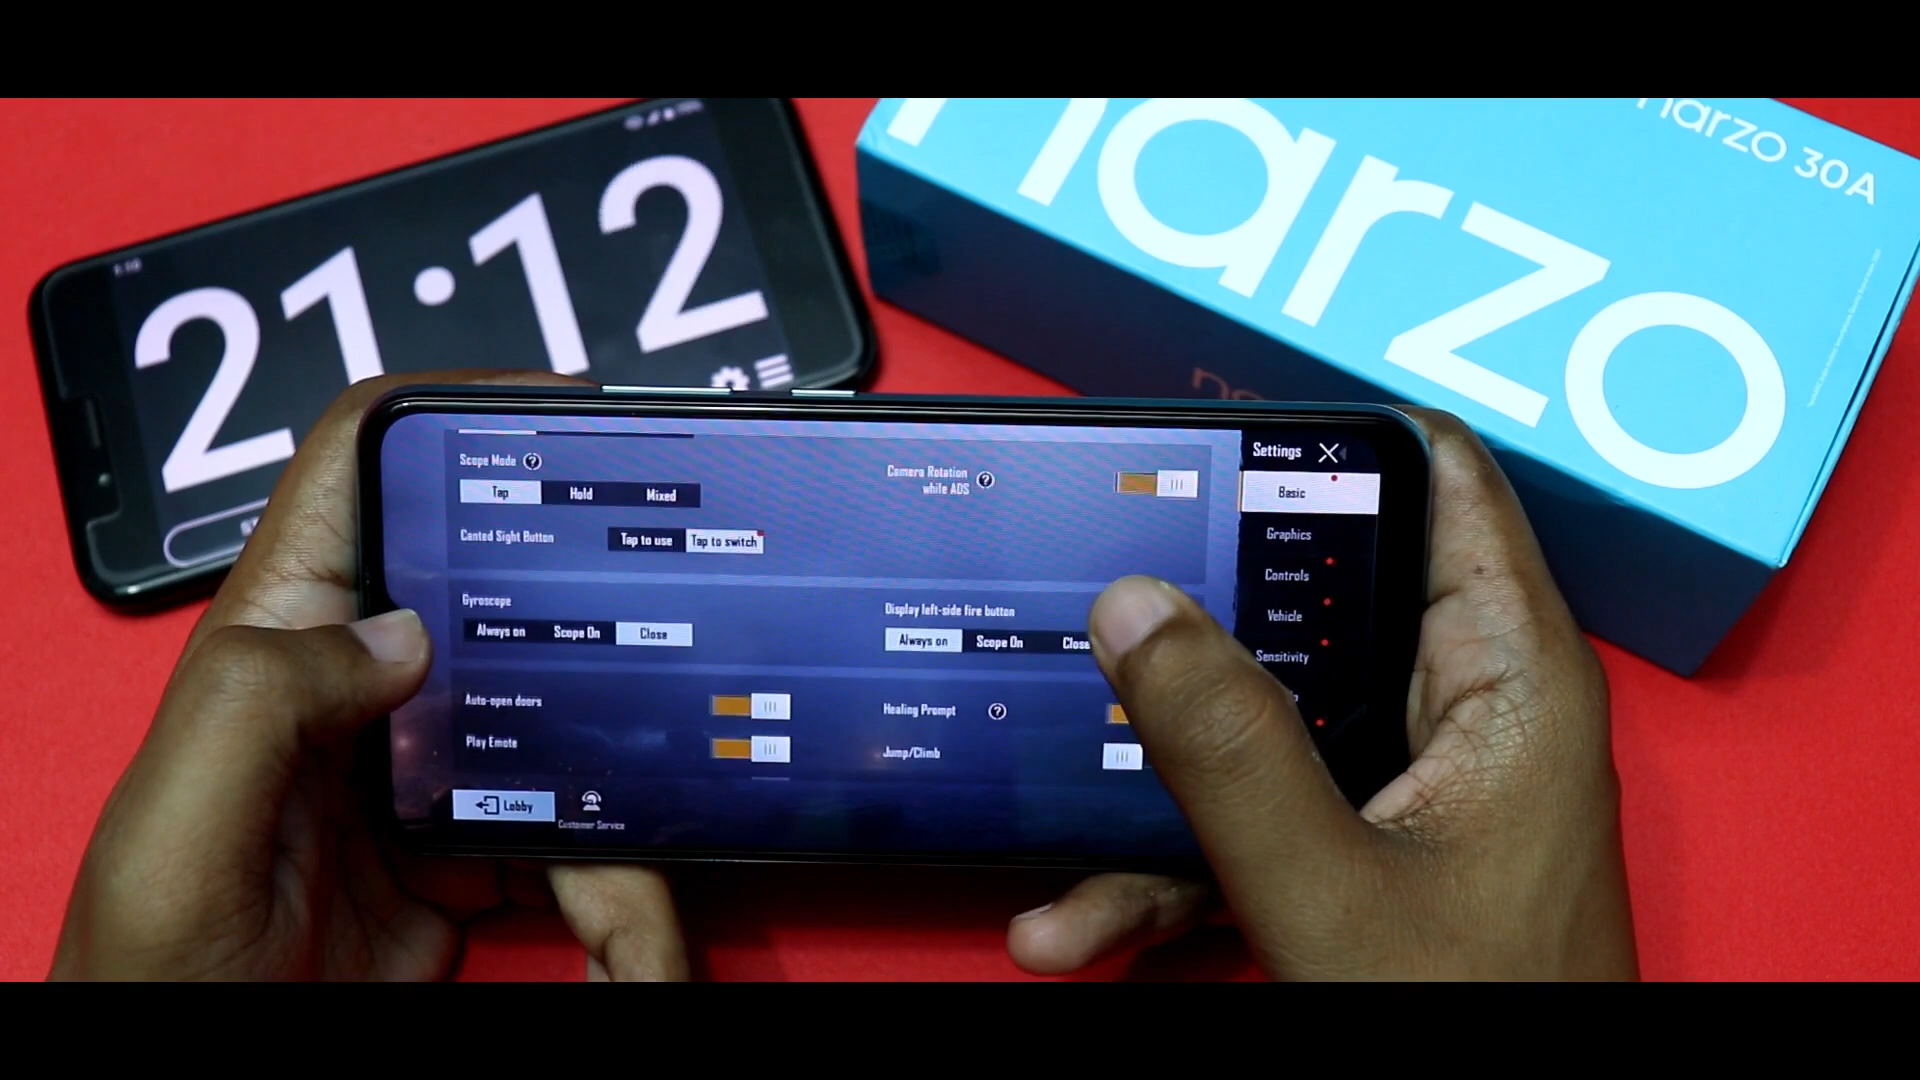 1:10
21·12
narzo
narzo 30A
Settings
Scope Mode ?
Camera Rotation
while ADS ?
Tap Hold Mixed
Basic
Canted Sight Button Tap to use Tap to switch
Graphics
Controls
Gyroscope
Display left-side fire button
Vehicle
Always on Scope On Close
Always on Scope On Close
Sensitivity
Auto-open doors
Healing Prompt ?
Play Emote
Jump/Climb
Lobby
Customer Service